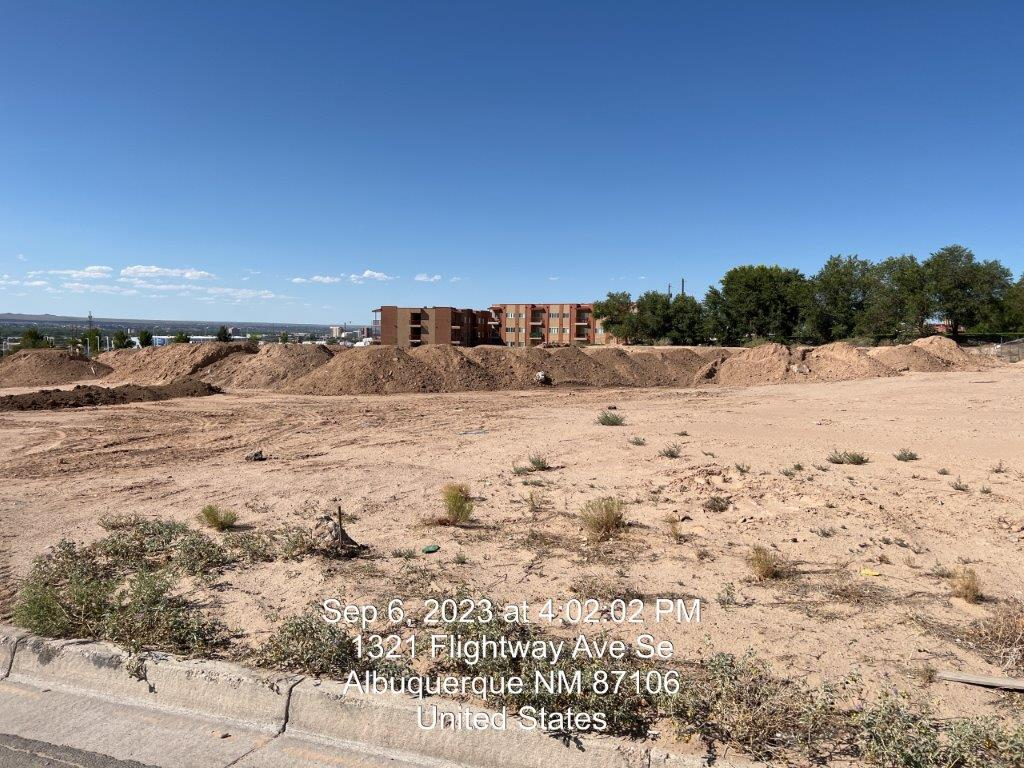 Sep 6, 2023 at 4:02:02 PM
1321 Flightway Ave Se
Albuquerque NM 87106
United States